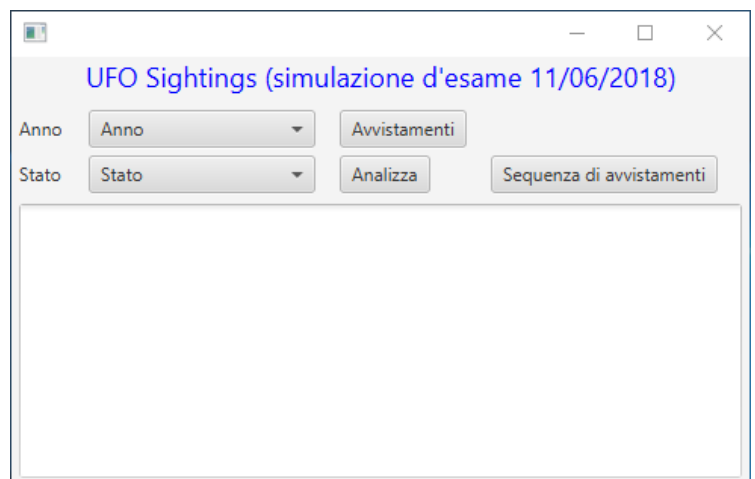 UFO Sightings (simulazione d'esame 11/06/2018)
Anno Anno Avvistamenti
Stato Stato Analizza Sequenza di avvistamenti